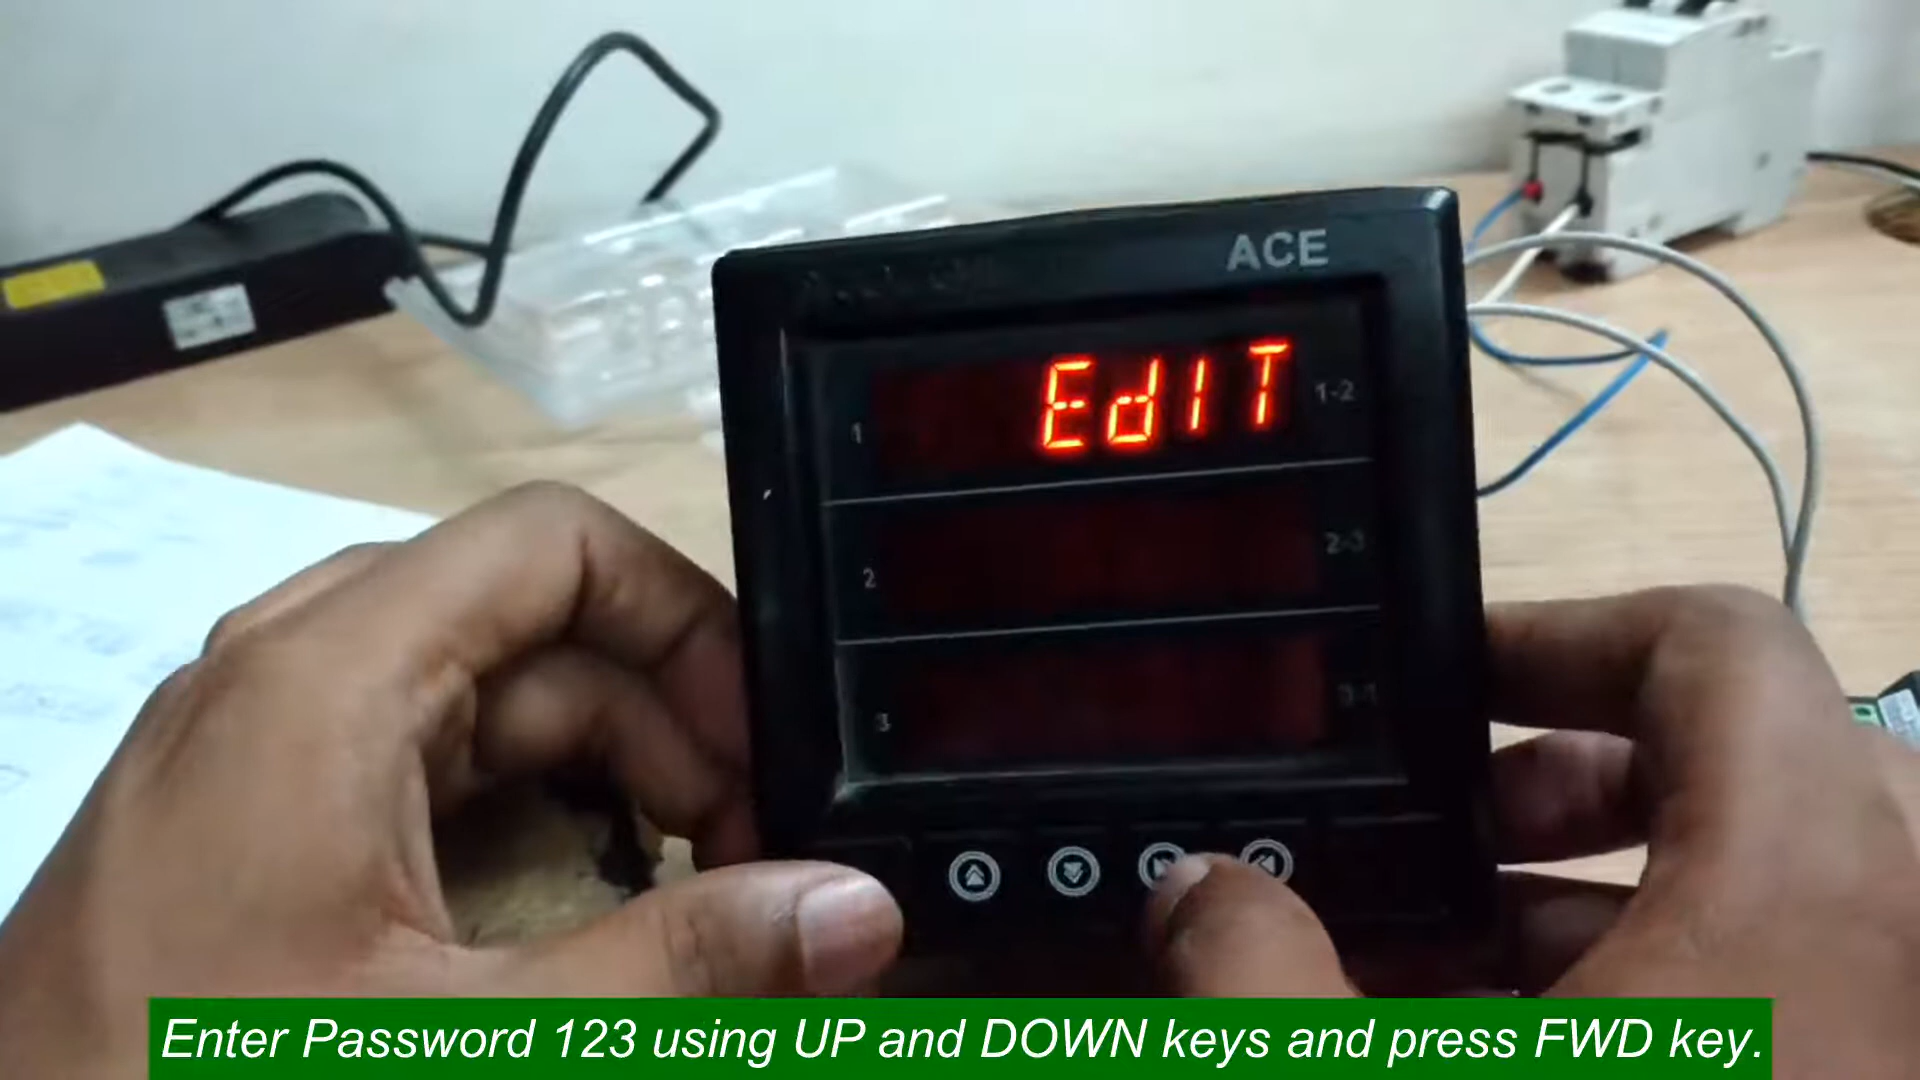 ACE
EdIT
1
1-2
2
2-3
3
3-1
Enter Password 123 using UP and DOWN keys and press FWD key.